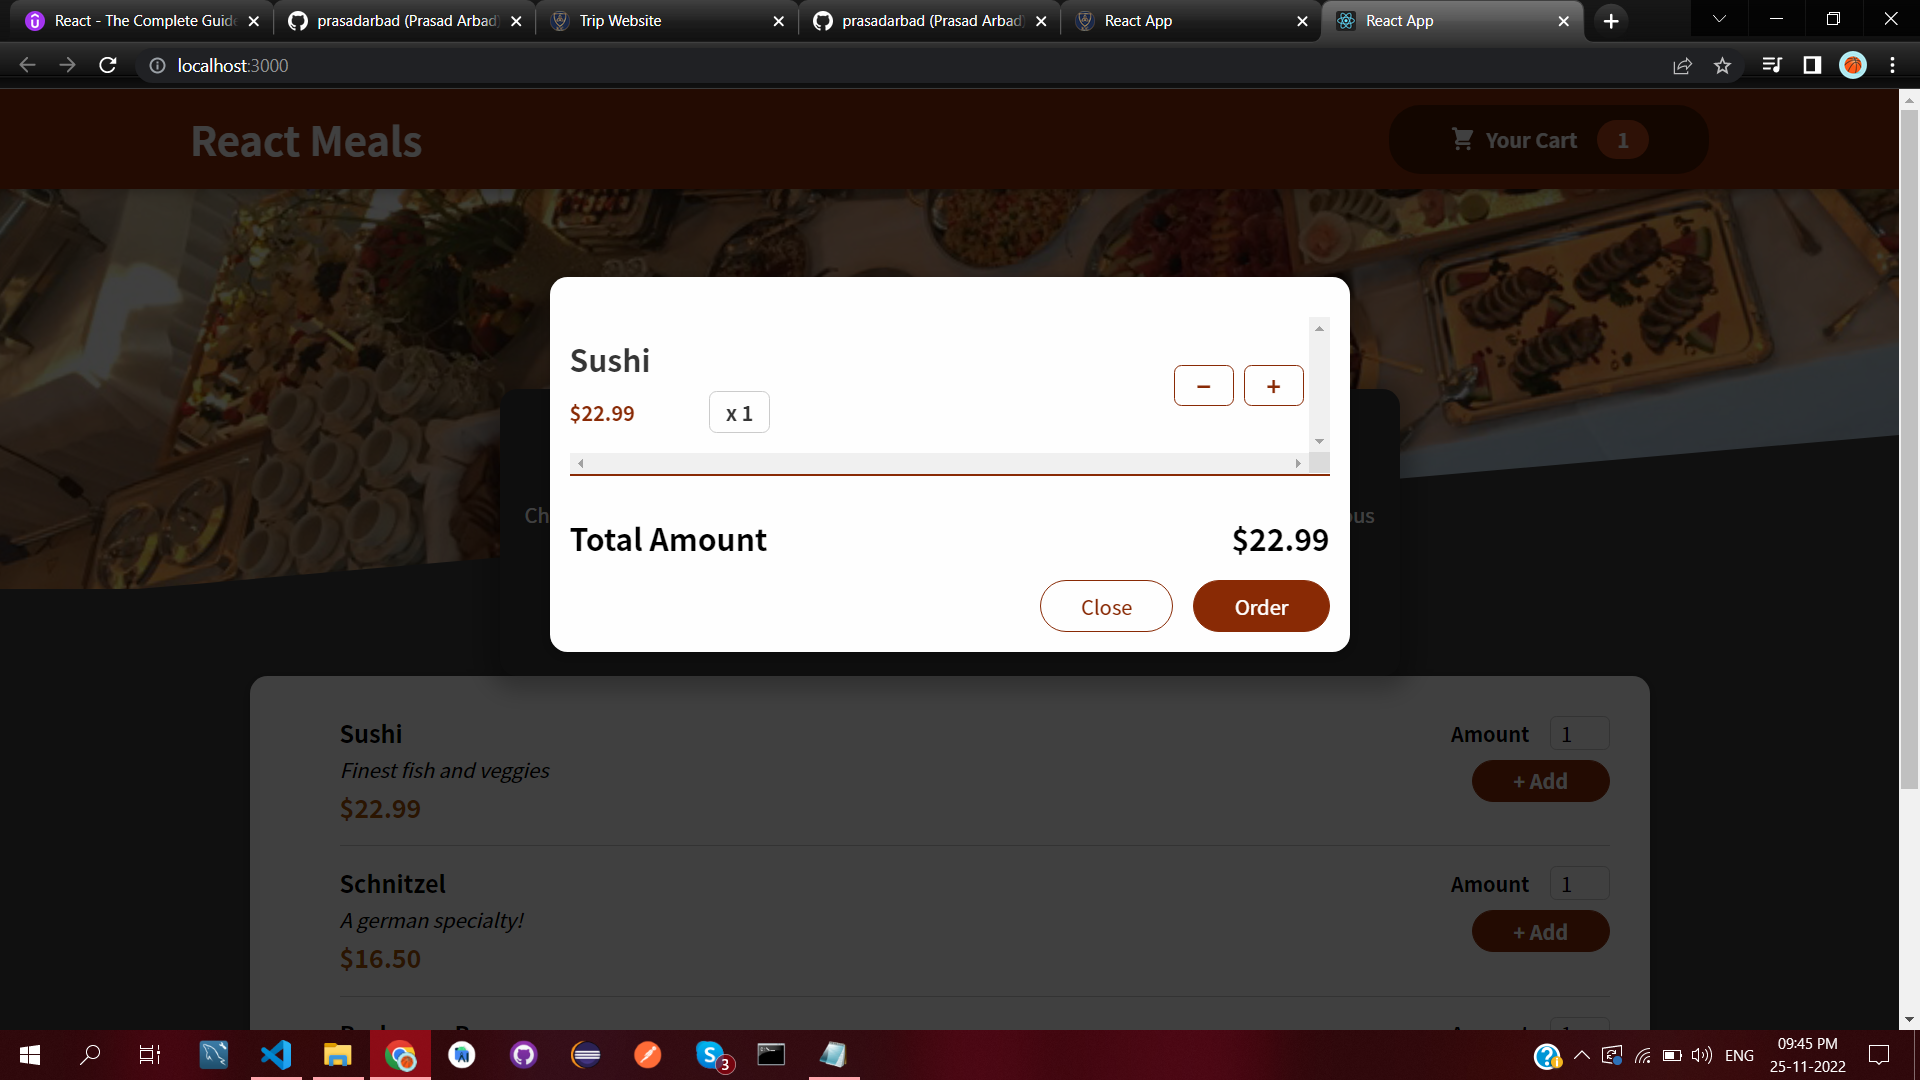 React - The Complete Guide
prasadarbad (Prasad Arbad)
Trip Website
prasadarbad (Prasad Arbad)
React App
React App
localhost:3000
React Meals
Your Cart 1
Sushi
$22.99 x 1
− +
Total Amount $22.99
Close Order
Sushi
Finest fish and veggies
$22.99
Amount 1
+ Add
Schnitzel
A german specialty!
$16.50
Amount 1
+ Add
3
ENG
09:45 PM
25-11-2022